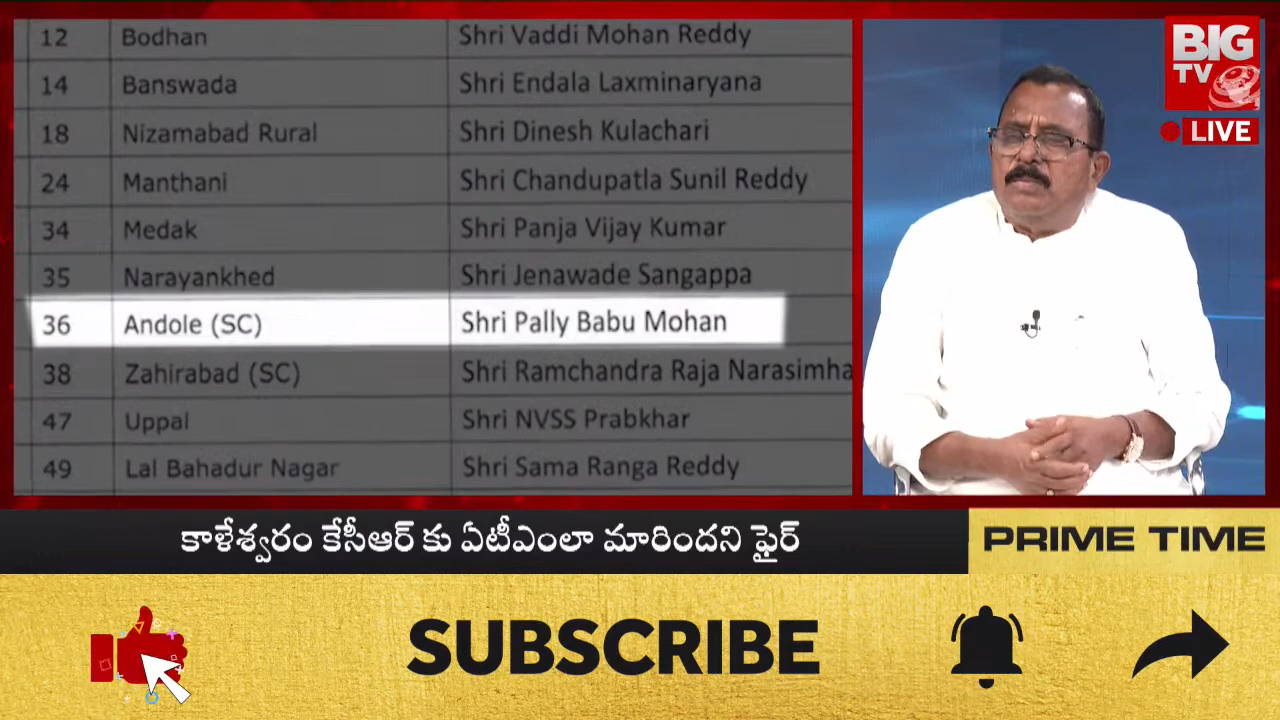 12 Bodhan Shri Vaddi Mohan Reddy
14 Banswada Shri Endala Laxminaryana
18 Nizamabad Rural Shri Dinesh Kulachari
24 Manthani Shri Chandupatla Sunil Reddy
34 Medak Shri Panja Vijay Kumar
35 Narayankhed Shri Jenawade Sangappa
36 Andole (SC) Shri Pally Babu Mohan
38 Zahirabad (SC) Shri Ramchandra Raja Narasimha
47 Uppal Shri NVSS Prabkhar
49 Lal Bahadur Nagar Shri Sama Ranga Reddy
BIG
TV
LIVE
కాళేశ్వరం కేసీఆర్ కు ఏటీఎంలా మారిందని ఫైర్
PRIME TIME
SUBSCRIBE